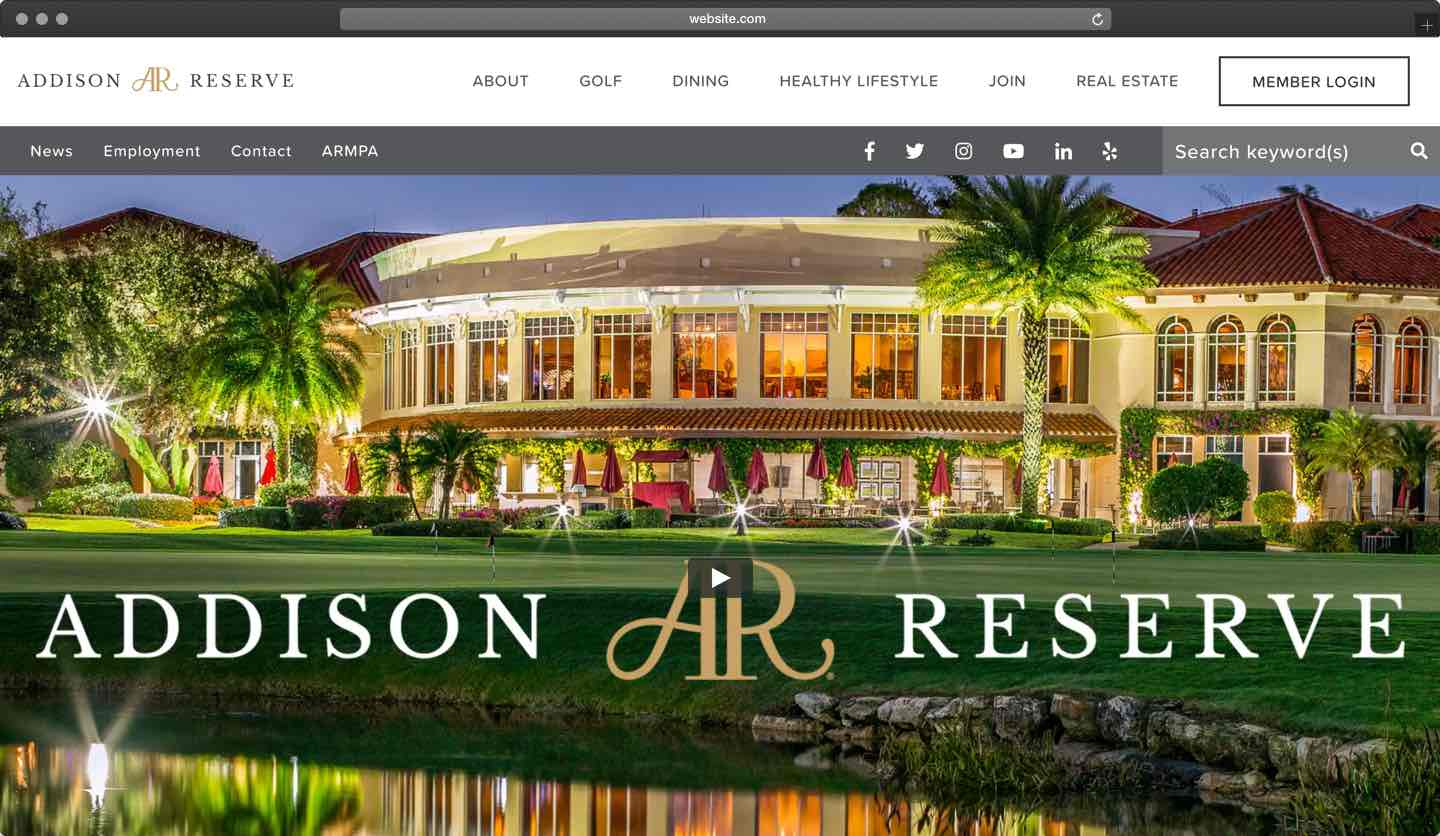 website.com
ADDISON AR RESERVE
ABOUT GOLF DINING HEALTHY LIFESTYLE JOIN REAL ESTATE MEMBER LOGIN
News Employment Contact ARMPA Search keyword(s)
ADDISON AR RESERVE